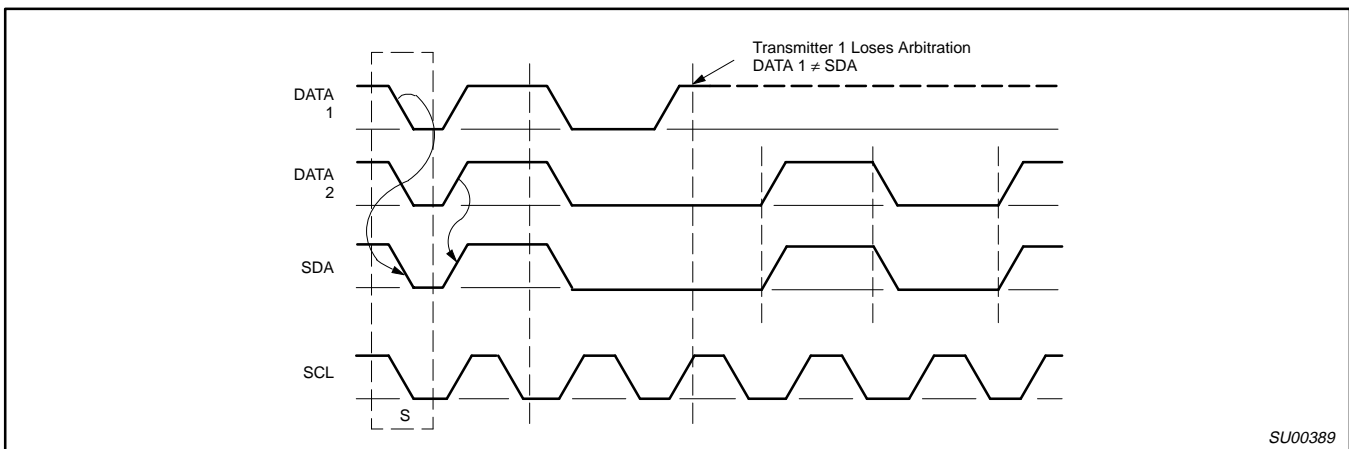 Transmitter 1 Loses Arbitration
DATA 1 ≠ SDA
DATA
1
DATA
2
SDA
SCL
S
SU00389